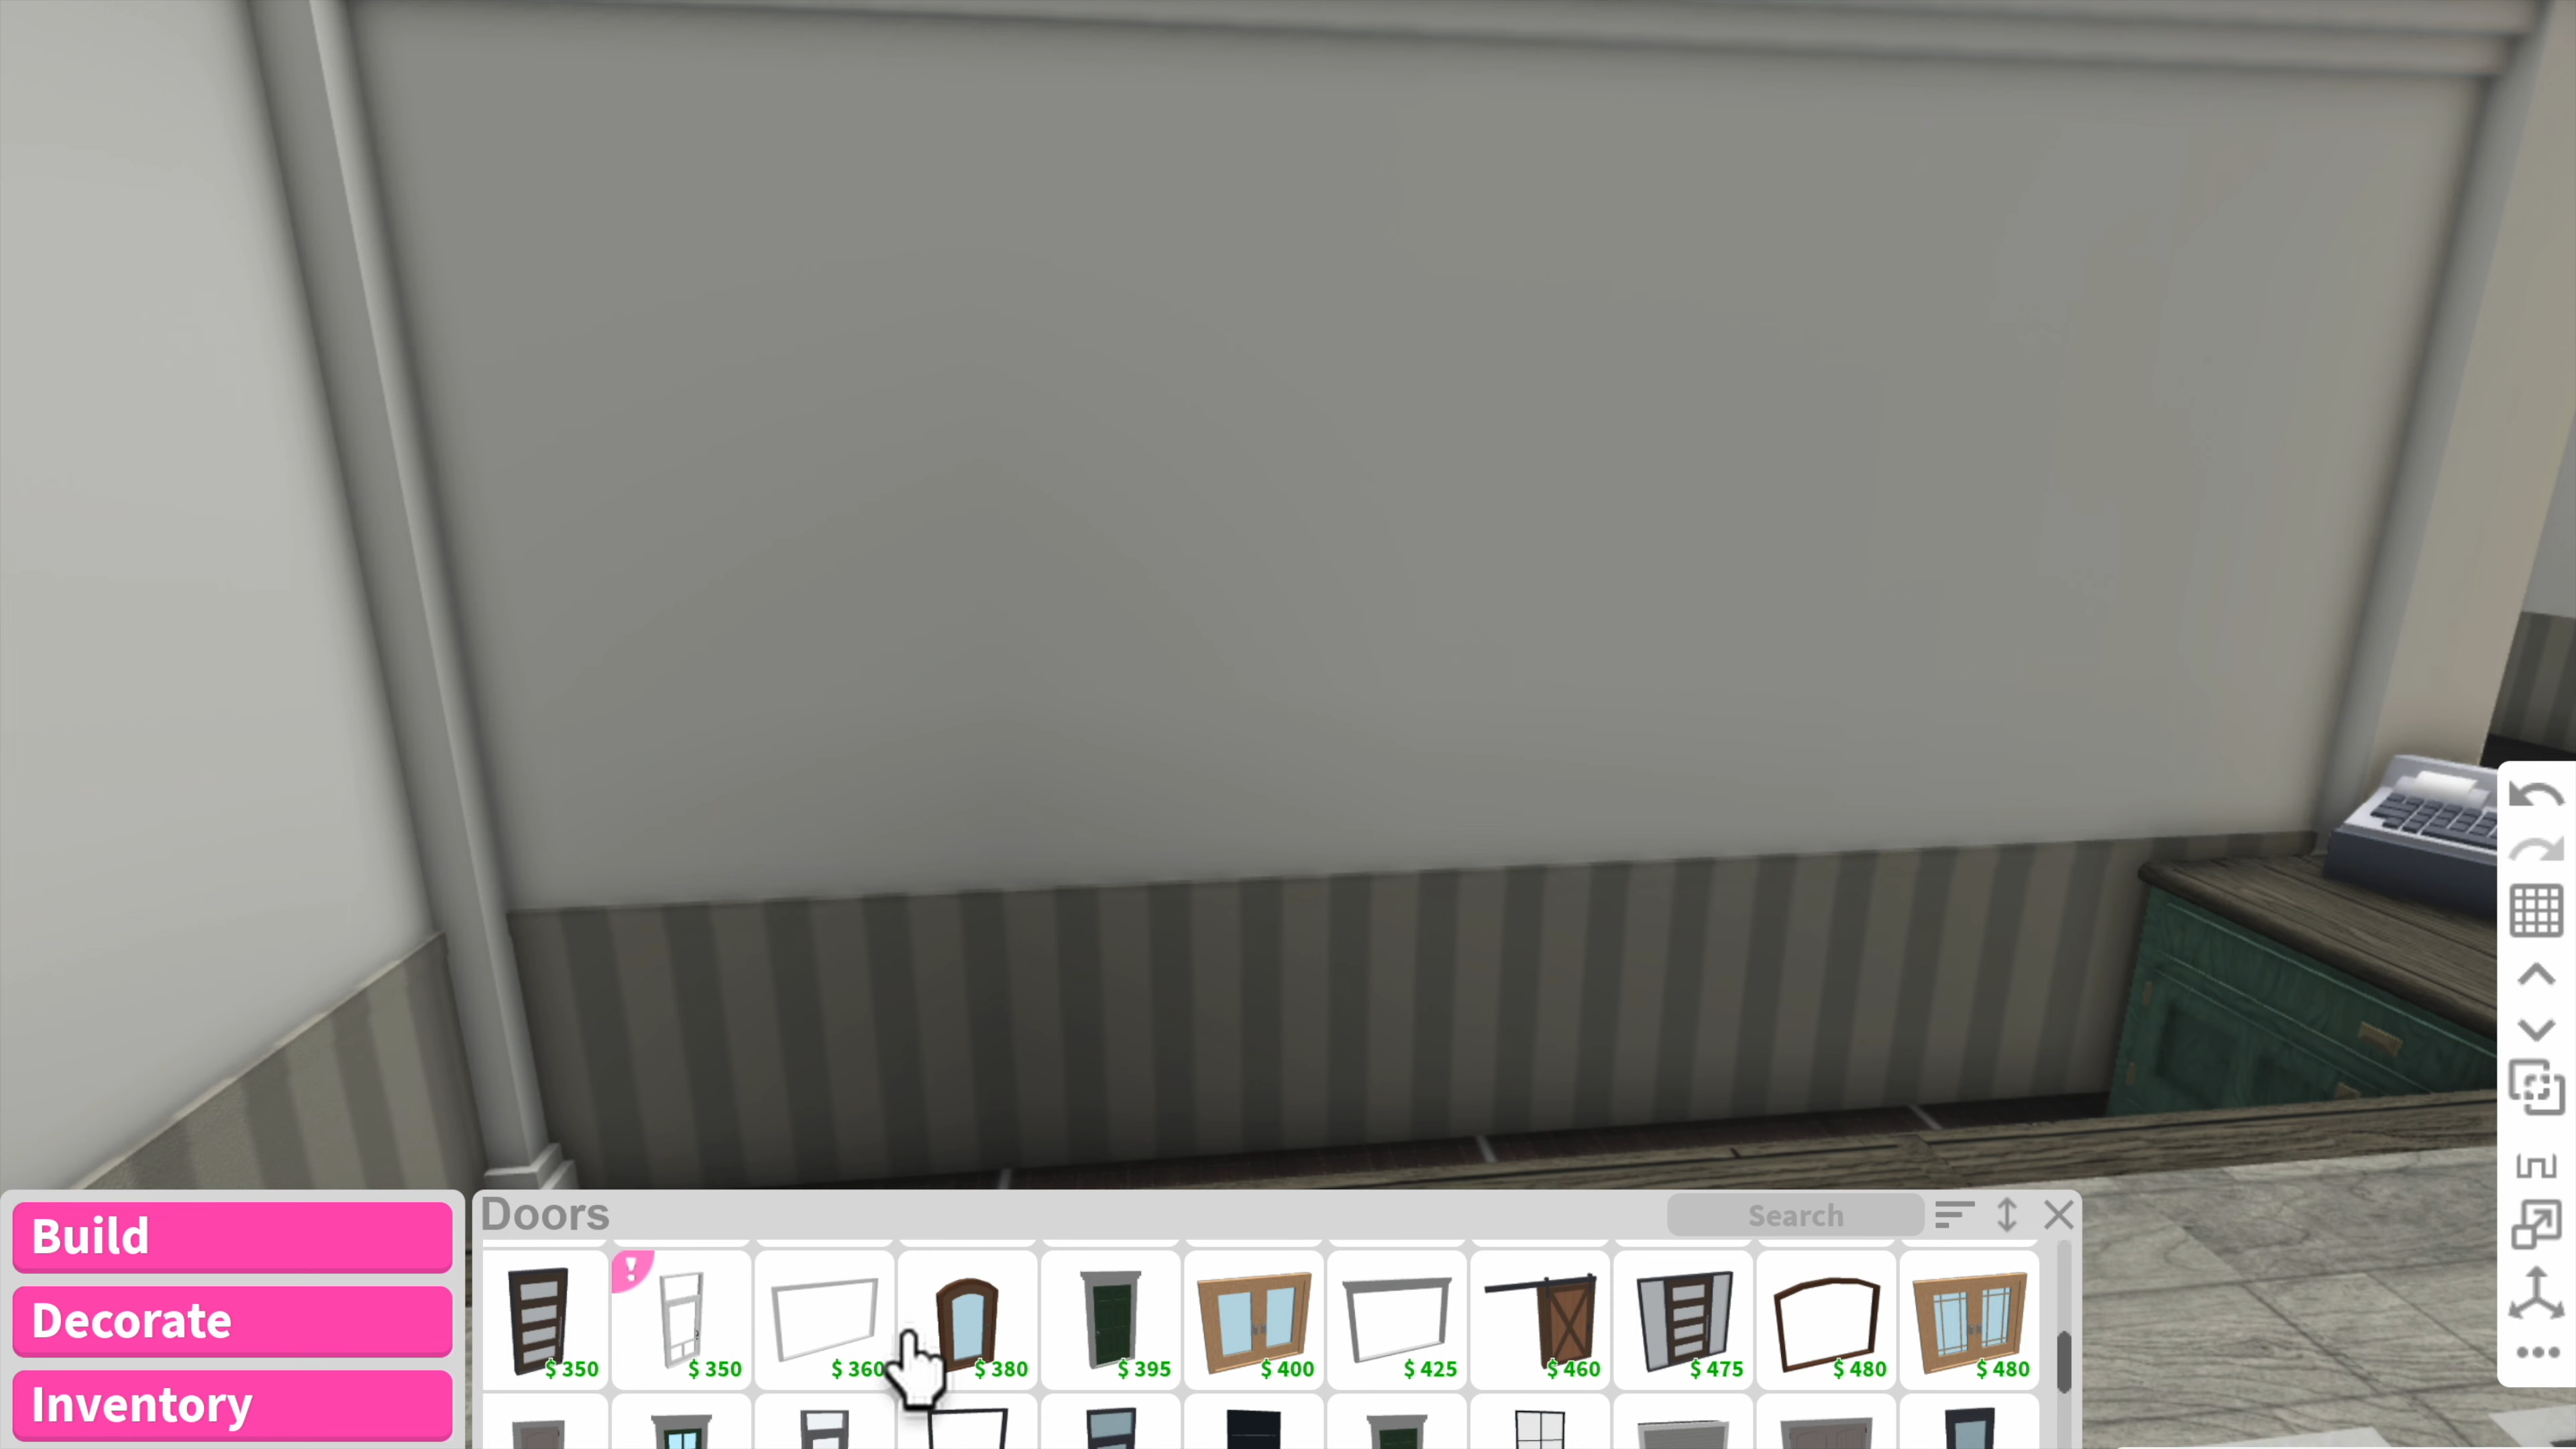 Build
Decorate
Inventory
Doors
Search
!
$ 350
$ 350
$ 360
$ 380
$ 395
$ 400
$ 425
$ 460
$ 475
$ 480
$ 480